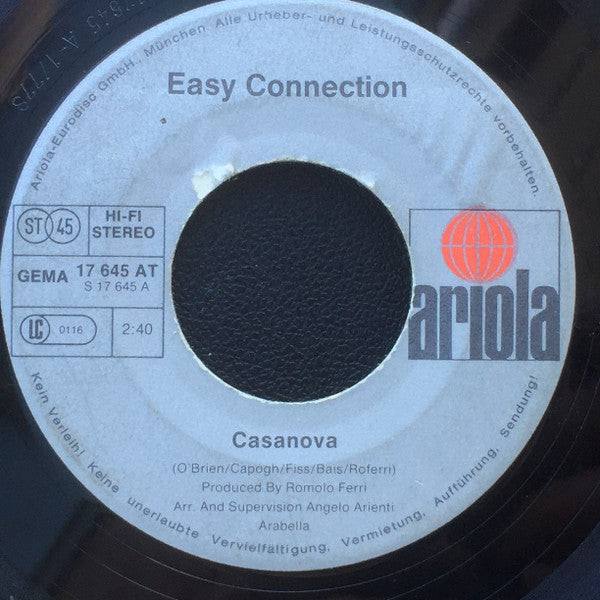 Ariola-Eurodisc GmbH., München. Alle Urheber- und Leistungsschutzrechte vorbehalten.
Easy Connection
ST 45
HI-FI
STEREO
GEMA 17 645 AT
S 17 645 A
LC 0116
2:40
ariola
Casanova
(O'Brien/Capogh/Fiss/Bais/Roferri)
Produced By Romolo Ferri
Arr. And Supervision Angelo Arienti
Arabella
Kein Verleih! Keine unerlaubte Vervielfältigung, Vermietung, Aufführung, Sendung!